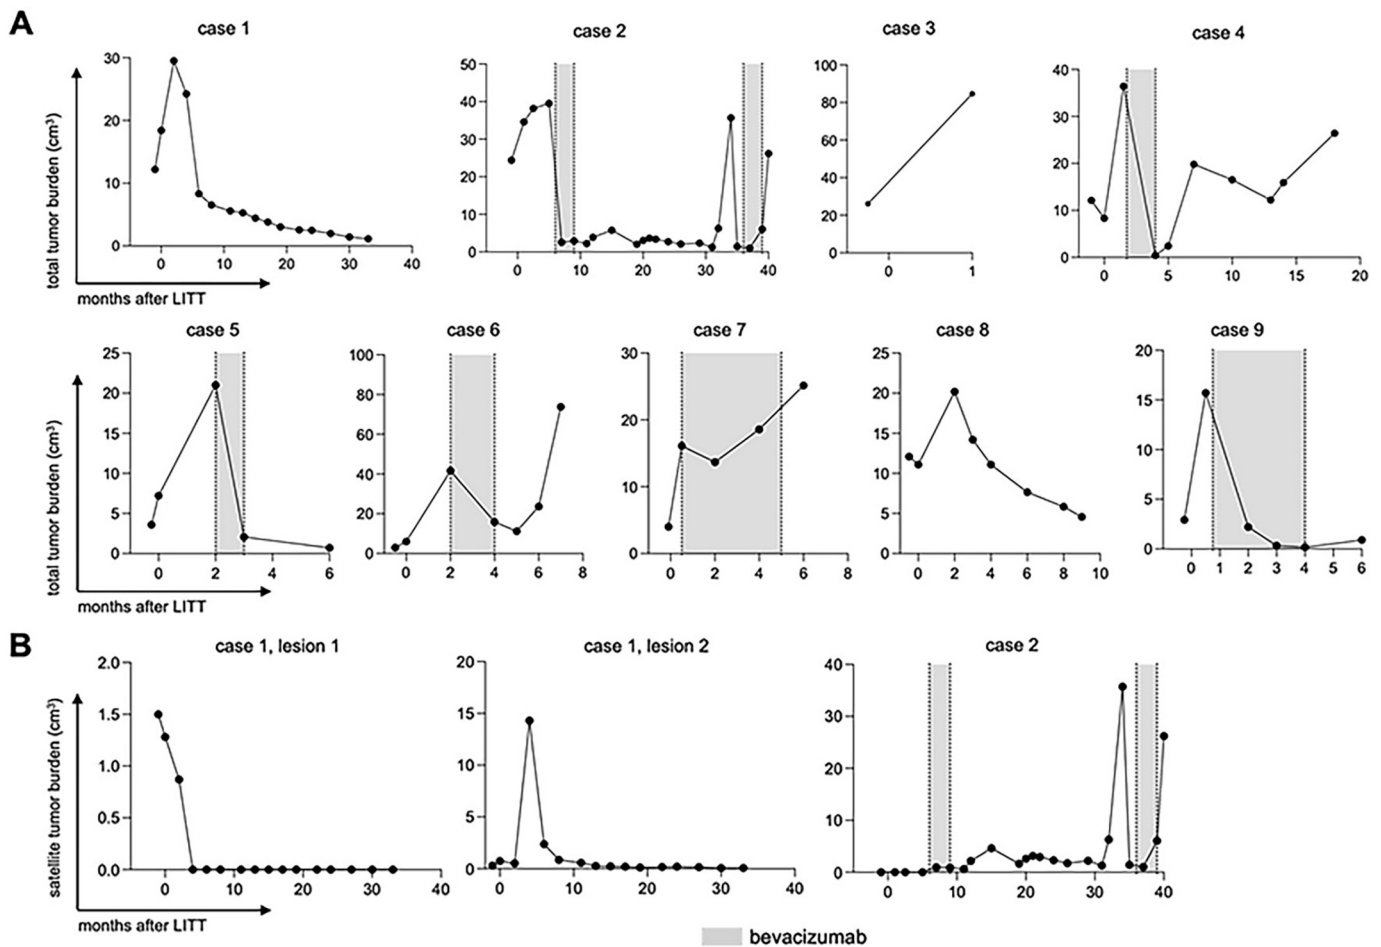 A
case 1
case 2
case 3
case 4
total tumor burden (cm³)
30
20
10
0
0 10 20 30 40
50
40
30
20
10
0
0 10 20 30 40
100
80
60
40
20
0
0 1
40
30
20
10
0
0 5 10 15 20
months after LITT
case 5
case 6
case 7
case 8
case 9
total tumor burden (cm³)
25
20
15
10
5
0
0 2 4 6
100
80
60
40
20
0
0 2 4 6 8
30
20
10
0
0 2 4 6 8
25
20
15
10
5
0
0 2 4 6 8 10
20
15
10
5
0
0 1 2 3 4 5 6
months after LITT
B
case 1, lesion 1
case 1, lesion 2
case 2
satellite tumor burden (cm³)
2.0
1.5
1.0
0.5
0.0
0 10 20 30 40
20
15
10
5
0
0 10 20 30 40
40
30
20
10
0
0 10 20 30 40
months after LITT
bevacizumab